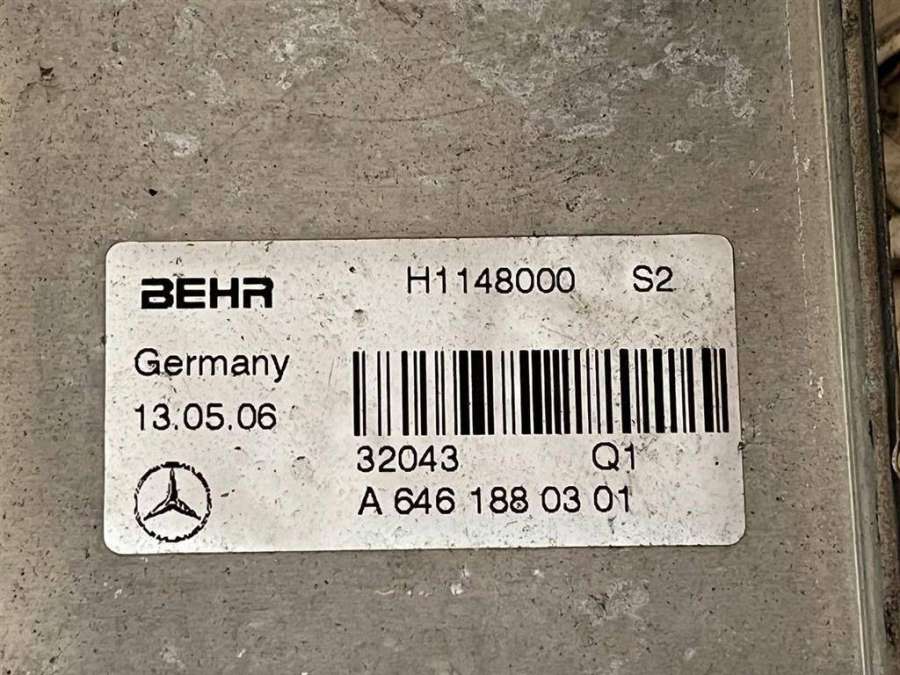 BEHR H1148000 S2
Germany
13.05.06
32043 Q1
A 646 188 03 01